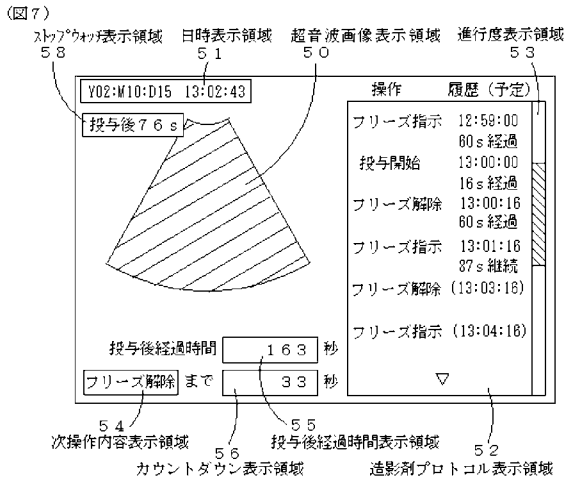 (図7)
ストップウォッチ表示領域
58
日時表示領域
51
超音波画像表示領域
50
進行度表示領域
53
Y02:M10:D15 13:02:43
投与後76s
操作 履歴(予定)
フリーズ指示 12:59:00
60s経過
投与開始 13:00:00
16s経過
フリーズ解除 13:00:16
60s経過
フリーズ指示 13:01:16
87s継続
フリーズ解除 (13:03:16)
フリーズ指示 (13:04:16)
▽
投与後経過時間 163 秒
フリーズ解除 まで 33 秒
54
次操作内容表示領域
56
カウントダウン表示領域
55
投与後経過時間表示領域
52
造影剤プロトコル表示領域